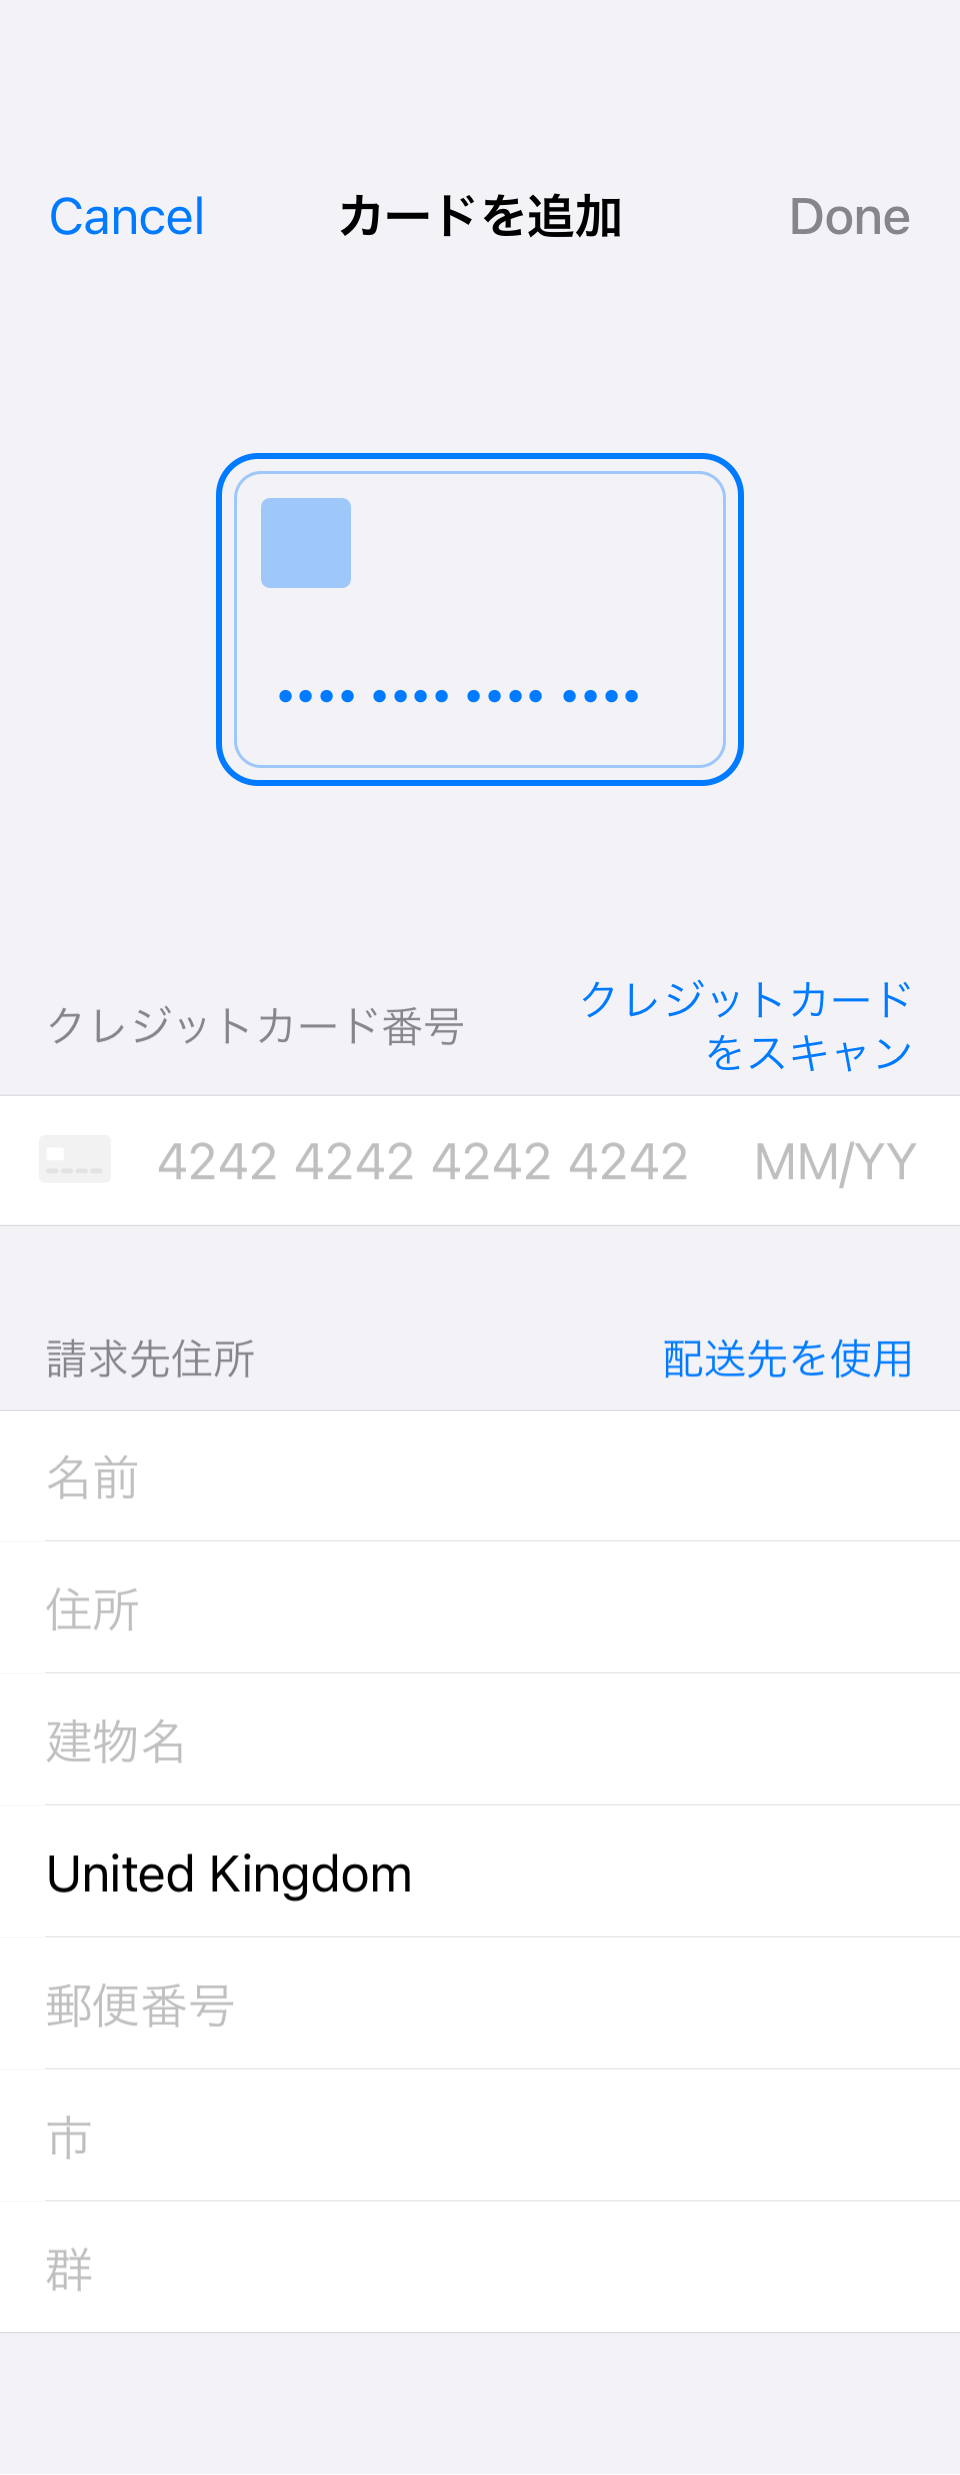 Cancel カードを追加 Done
•••• •••• •••• ••••
クレジットカード番号 クレジットカード
をスキャン
4242 4242 4242 4242 MM/YY
請求先住所 配送先を使用
名前
住所
建物名
United Kingdom
郵便番号
市
群